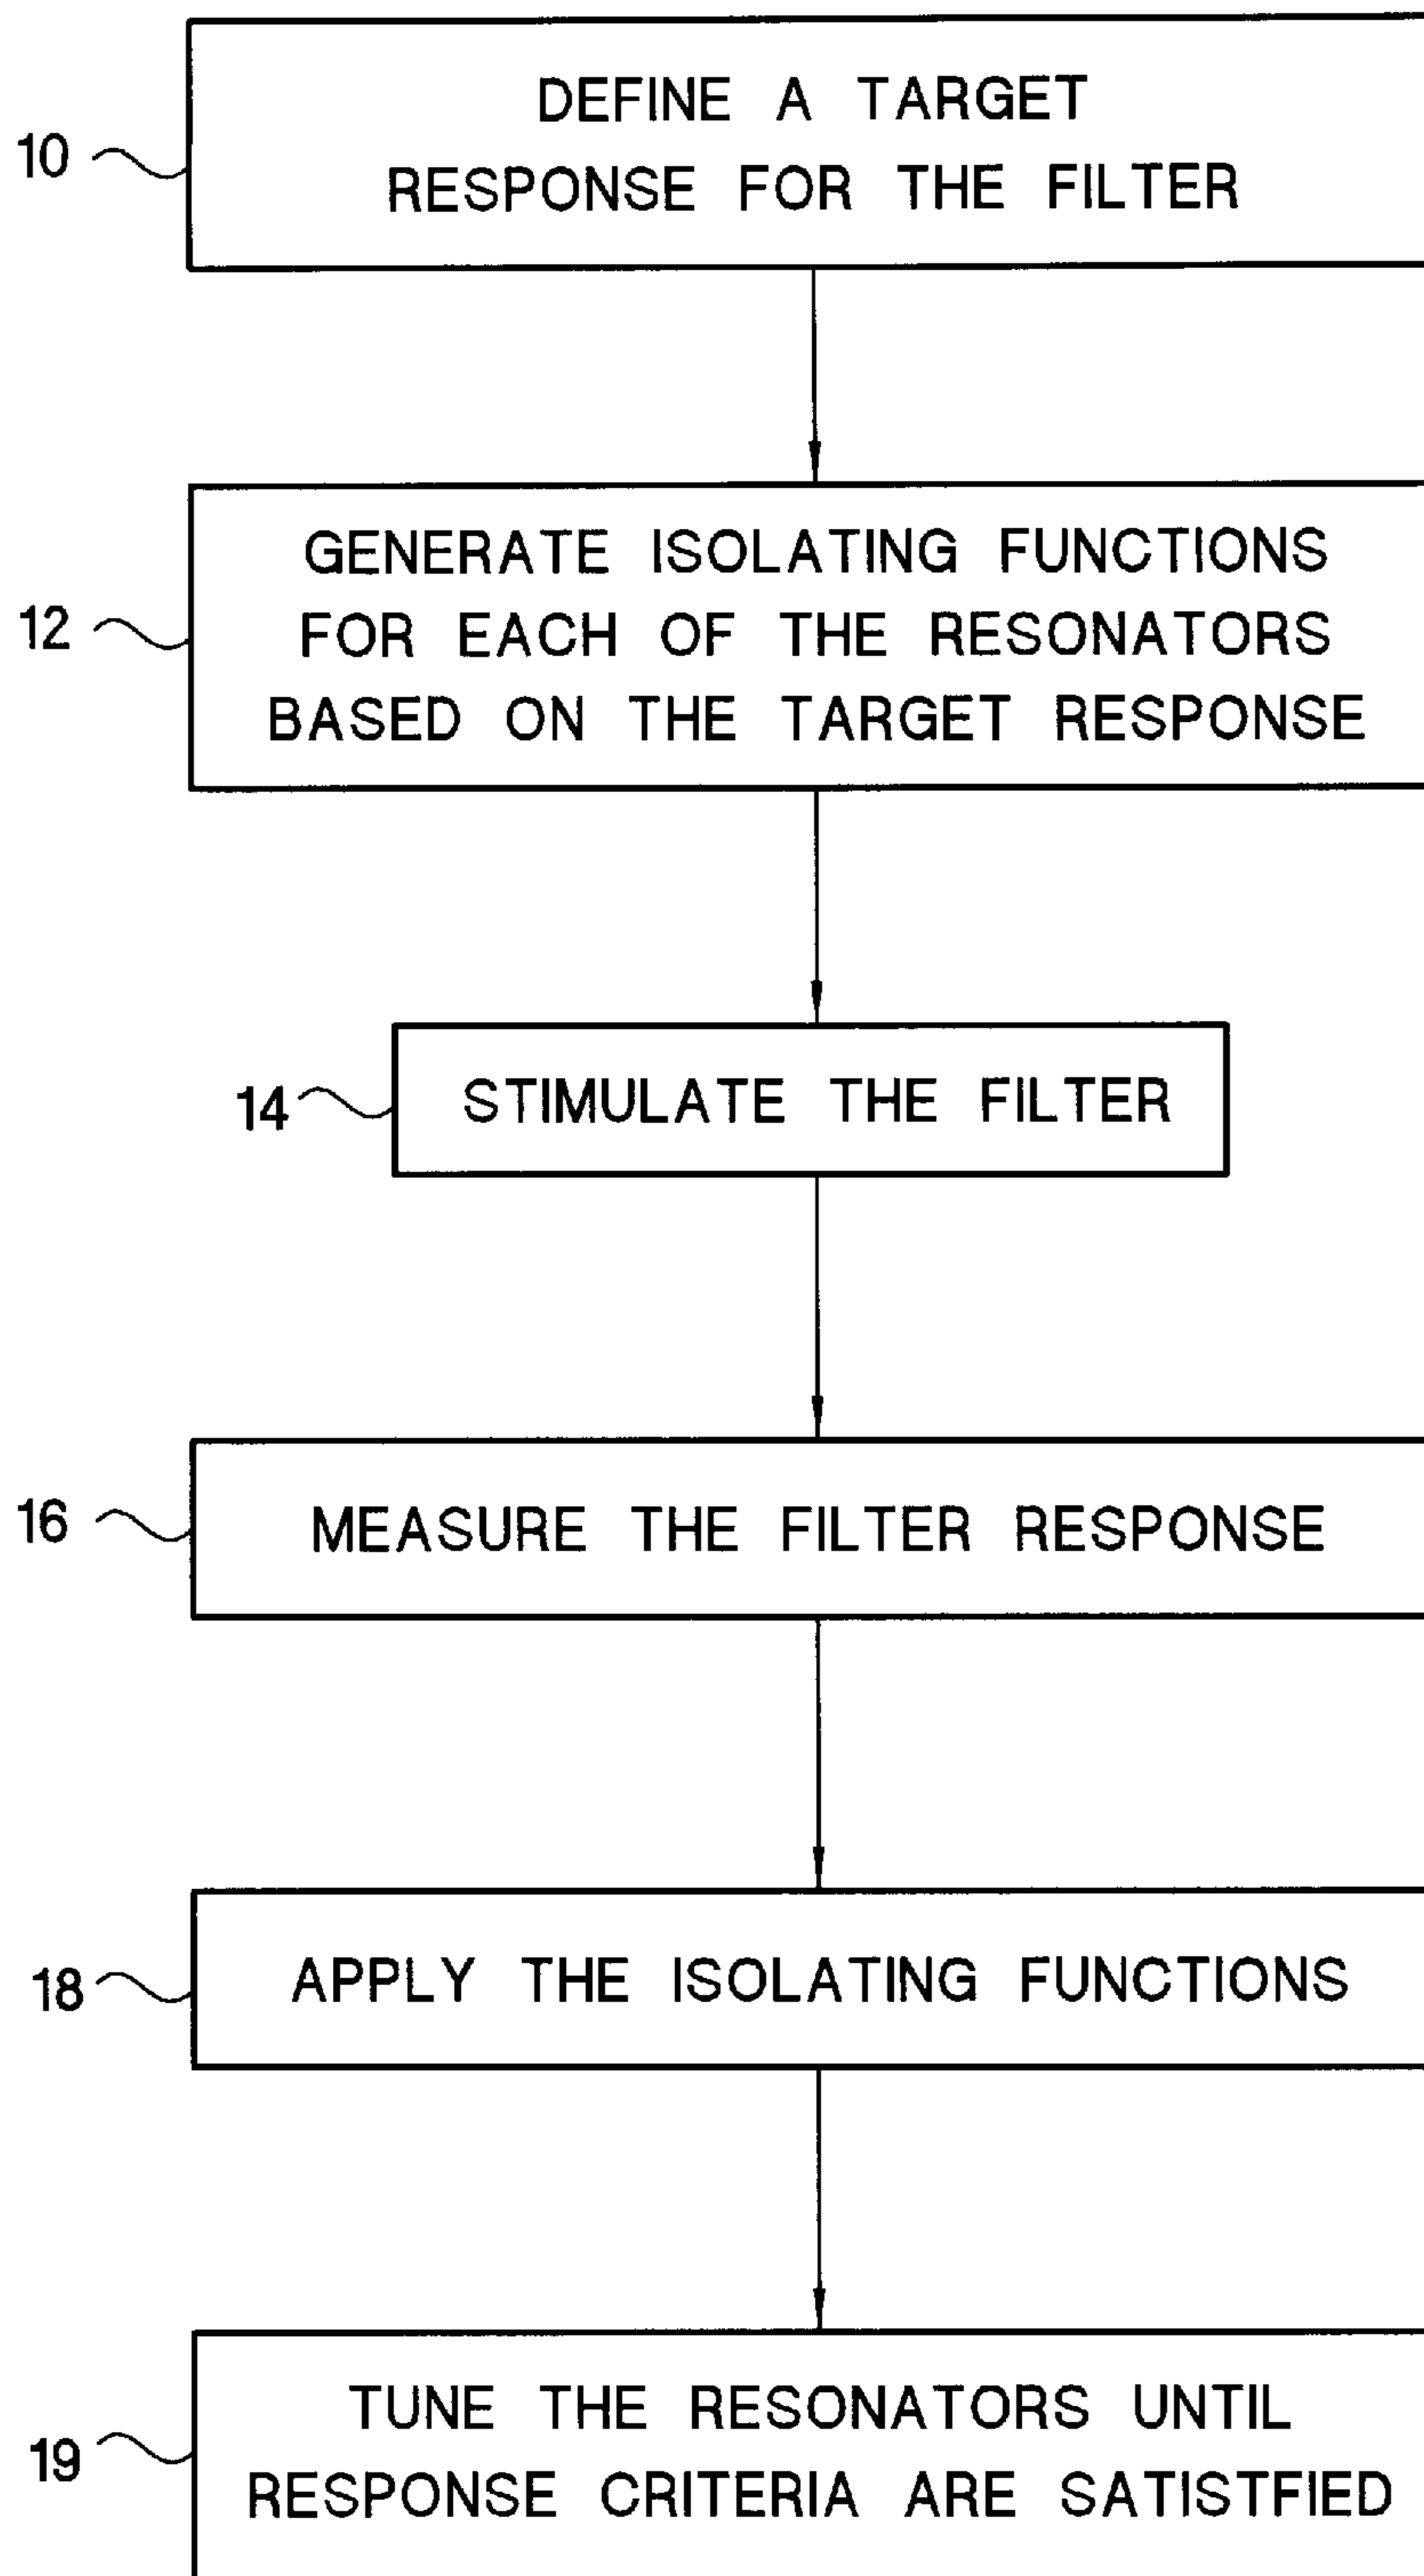 DEFINE A TARGET
10
RESPONSE FOR THE FILTER
GENERATE ISOLATING FUNCTIONS
12
FOR EACH OF THE RESONATORS
BASED ON THE TARGET RESPONSE
14
STIMULATE THE FILTER
16
MEASURE THE FILTER RESPONSE
18
APPLY THE ISOLATING FUNCTIONS
TUNE THE RESONATORS UNTIL
19
RESPONSE CRITERIA ARE SATISTFIED